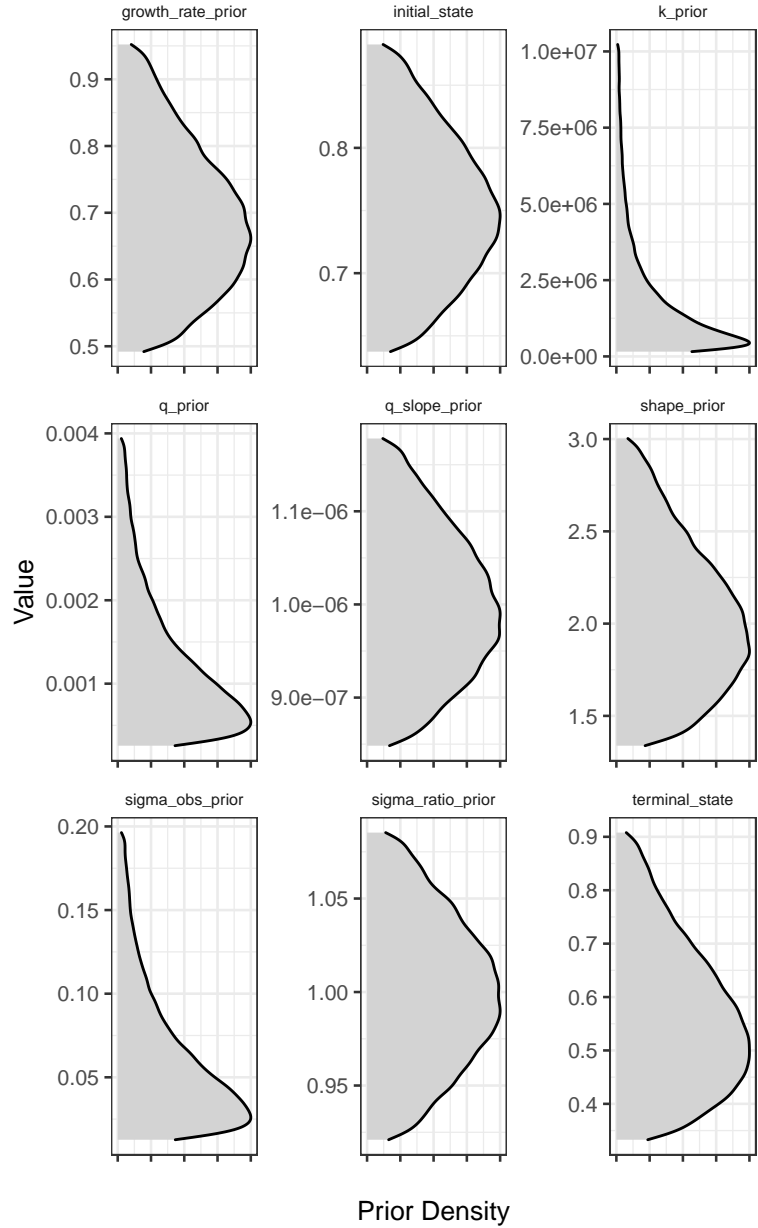 growth_rate_prior
0.9
0.8
0.7
0.6
0.5
initial_state
0.8
0.7
k_prior
1.0e+07
7.5e+06
5.0e+06
2.5e+06
0.0e+00
q_prior
0.004
0.003
0.002
0.001
q_slope_prior
1.1e−06
1.0e−06
9.0e−07
shape_prior
3.0
2.5
2.0
1.5
sigma_obs_prior
0.20
0.15
0.10
0.05
sigma_ratio_prior
1.05
1.00
0.95
terminal_state
0.9
0.8
0.7
0.6
0.5
0.4
Value
Prior Density